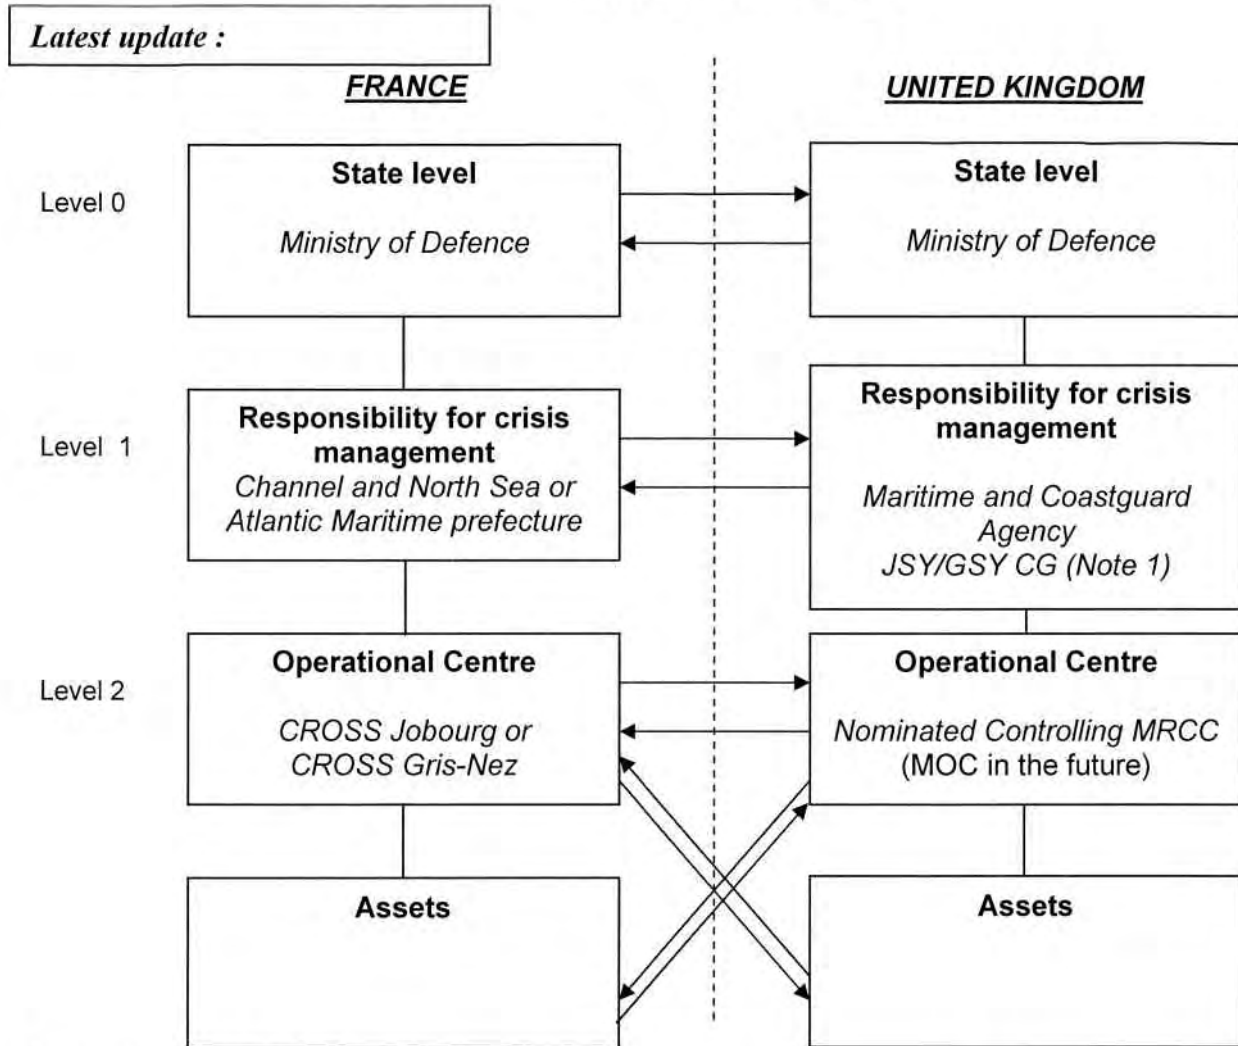 Latest update :
FRANCE
UNITED KINGDOM
Level 0
State level
Ministry of Defence
State level
Ministry of Defence
Level 1
Responsibility for crisis
management
Channel and North Sea or
Atlantic Maritime prefecture
Responsibility for crisis
management
Maritime and Coastguard
Agency
JSY/GSY CG (Note 1)
Level 2
Operational Centre
CROSS Jobourg or
CROSS Gris-Nez
Operational Centre
Nominated Controlling MRCC
(MOC in the future)
Assets
Assets